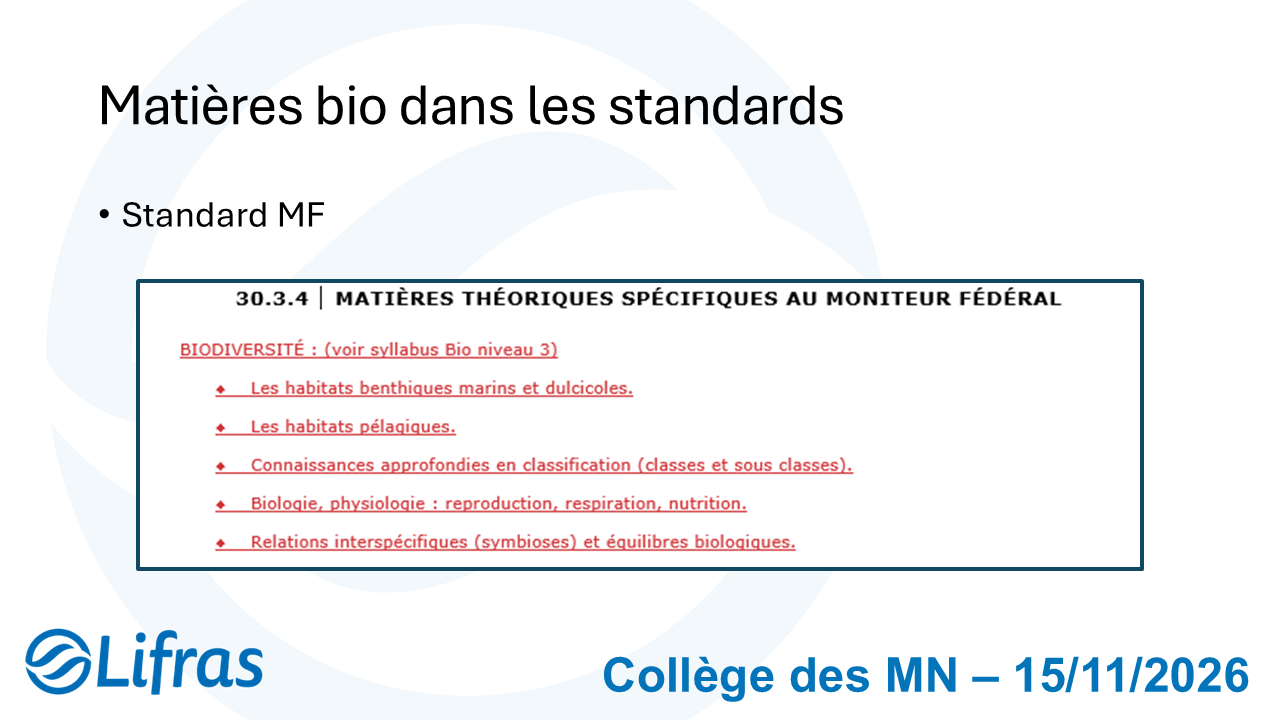 Matières bio dans les standards
• Standard MF
30.3.4 | MATIÈRES THÉORIQUES SPÉCIFIQUES AU MONITEUR FÉDÉRAL
BIODIVERSITÉ : (voir syllabus Bio niveau 3)
◆ Les habitats benthiques marins et dulcicoles.
◆ Les habitats pélagiques.
◆ Connaissances approfondies en classification (classes et sous classes).
◆ Biologie, physiologie : reproduction, respiration, nutrition.
◆ Relations interspécifiques (symbioses) et équilibres biologiques.
Lifras
Collège des MN – 15/11/2026